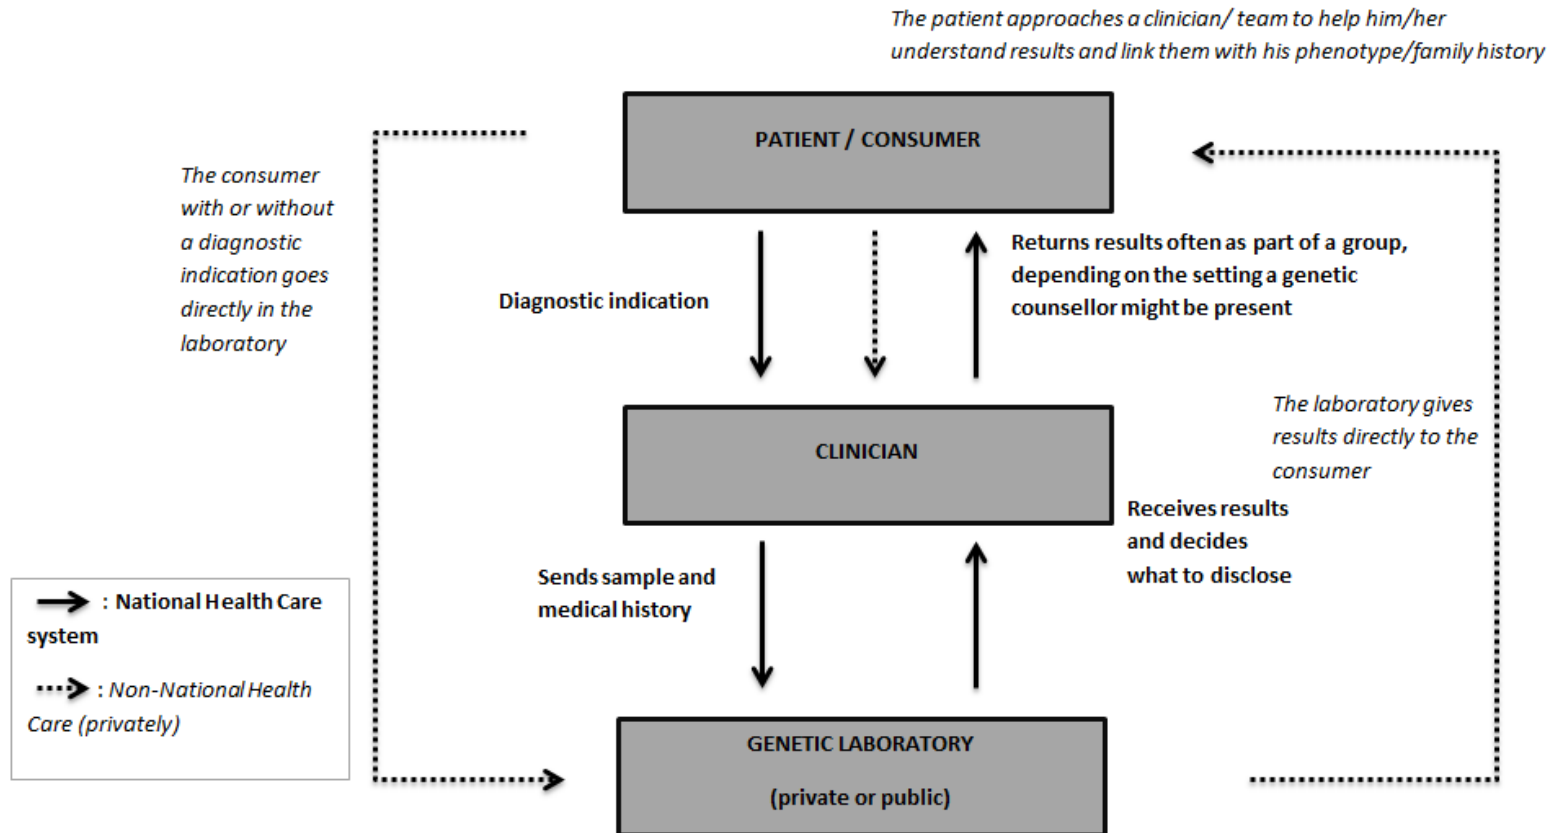 The patient approaches a clinician/ team to help him/her
understand results and link them with his phenotype/family history
PATIENT / CONSUMER
The consumer
with or without
a diagnostic
indication goes
directly in the
laboratory
Diagnostic indication
Returns results often as part of a group,
depending on the setting a genetic
counsellor might be present
CLINICIAN
The laboratory gives
results directly to the
consumer
Receives results
and decides
what to disclose
Sends sample and
medical history
: National Health Care
system
: Non-National Health
Care (privately)
GENETIC LABORATORY
(private or public)